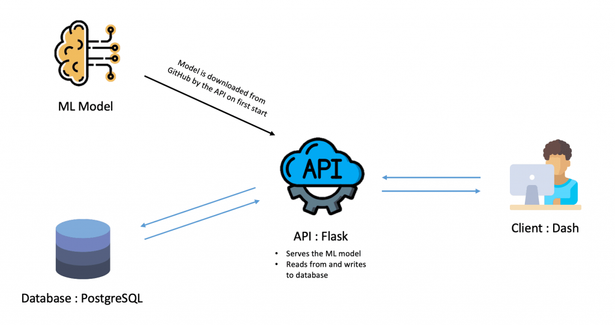 Model is downloaded from
GitHub by the API on first start
ML Model
API
API : Flask
• Serves the ML model
• Reads from and writes
to database
Client : Dash
Database : PostgreSQL